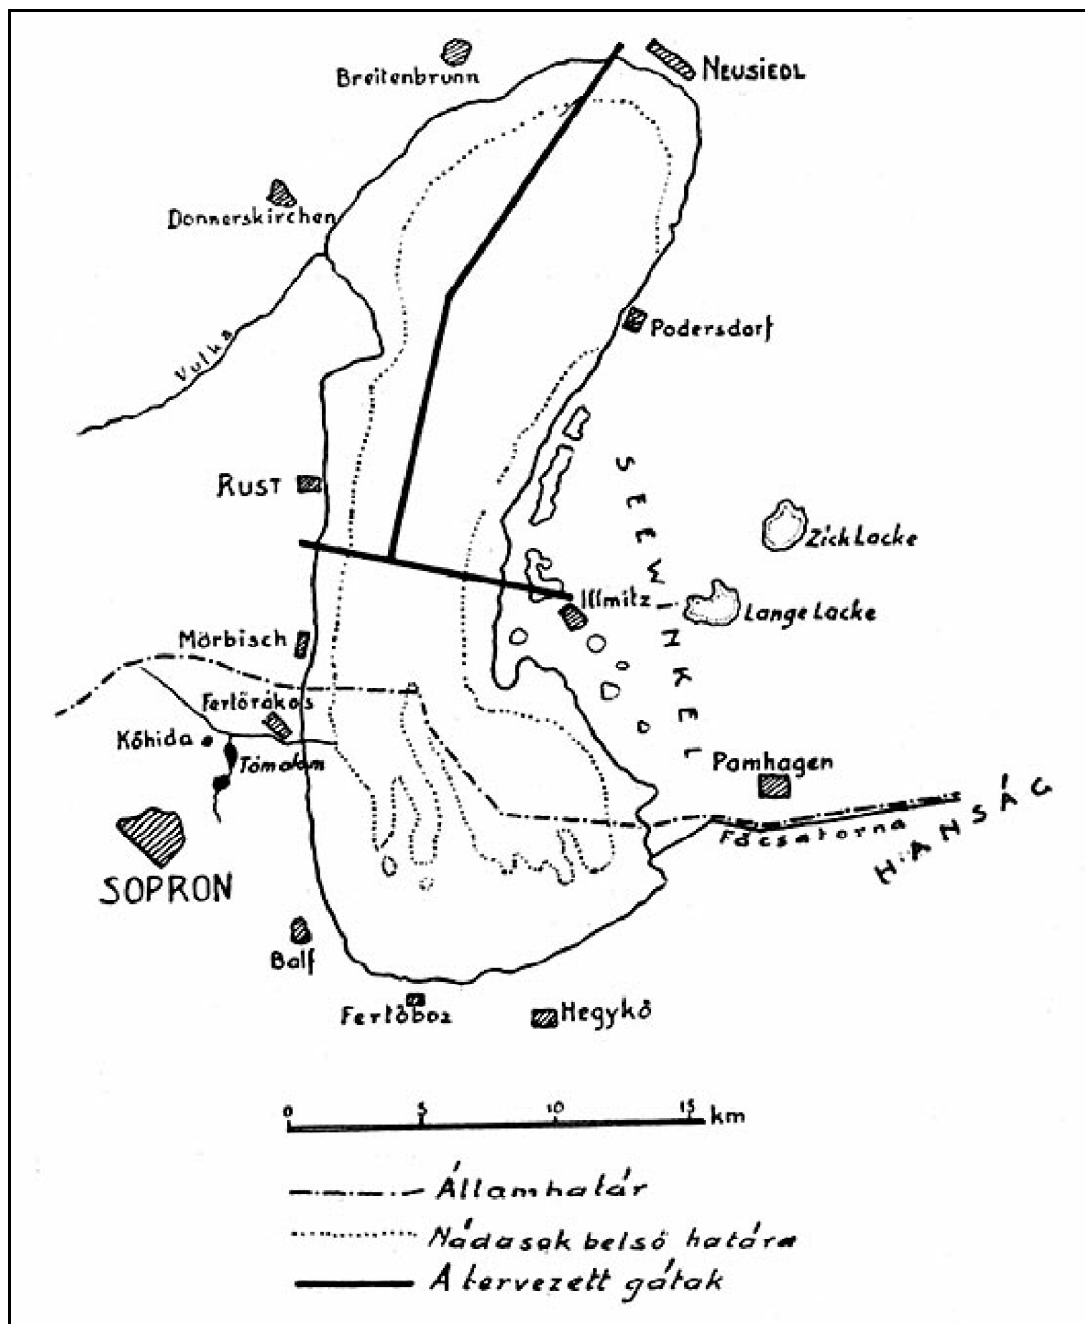 Breitenbrunn
NEUSIEDL
Donnerskirchen
Vulka
Podersdorf
RUST
SEEWINKEL
Zick Lacke
Illmitz
Lange Lacke
Mörbisch
Fertőrákos
Kőhida
Tómalom
Pamhagen
Főcsatorna
HANSÁG
SOPRON
Balf
Fertőboz
Hegykő
0 5 10 15 km
Államhatár
Nádasok belső határa
A tervezett gátak